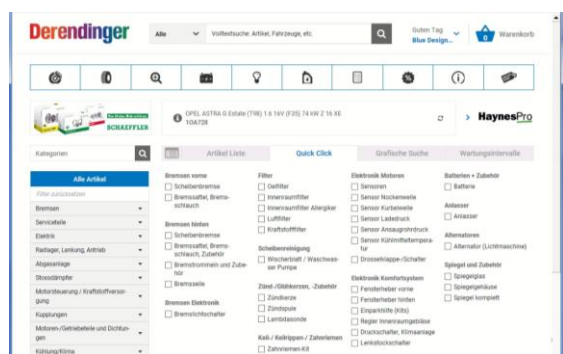 Derendinger
Alle
Volltextsuche: Artikel, Fahrzeuge, etc.
Guten Tag
Blue Design...
0
Warenkorb
SCHAEFFLER
OPEL ASTRA G Estate (T98) 1.6 16V (F35) 74 kW Z 16 XE
1OA728
HaynesPro
Kategorien
Artikel Liste
Quick Click
Grafische Suche
Wartungsintervalle
Alle Artikel
Filter zurücksetzen
Bremsen
Serviceteile
Elektrik
Radlager, Lenkung, Antrieb
Abgasanlage
Stossdämpfer
Motorsteuerung / Kraftstoffversor-
gung
Kupplungen
Motoren-/Getriebeteile und Dichtun-
gen
Kühlung/Klima
Bremsen vorne
Scheibenbremse
Bremssattel, Brems-
schlauch
Bremsen hinten
Scheibenbremse
Bremssattel, Brems-
schlauch, Zubehör
Bremstrommeln und Zube-
hör
Bremsseile
Bremsen Elektronik
Bremslichtschalter
Filter
Oelfilter
Innenraumfilter
Innenraumfilter Allergiker
Luftfilter
Kraftstofffilter
Scheibenreinigung
Wischerblatt / Waschwas-
ser Pumpe
Zünd-/Glühkerzen, -Zubehör
Zündkerze
Zündspule
Lambdasonde
Keil-/ Keilrippen / Zahnriemen
Zahnriemen-Kit
Elektronik Motoren
Sensoren
Sensor Nockenwelle
Sensor Kurbelwelle
Sensor Ladedruck
Sensor Ansaugrohrdruck
Sensor Kühlmitteltempera-
tur
Drosselklappe-/Schalter
Elektronik Komfortsystem
Fensterheber vorne
Fensterheber hinten
Einparkhilfe (Kits)
Regler Innenraumgebläse
Druckschalter, Klimaanlage
Lenkstockschalter
Batterien + Zubehör
Batterie
Anlasser
Anlasser
Alternatoren
Alternator (Lichtmaschine)
Spiegel und Zubehör
Spiegelglas
Spiegelgehäuse
Spiegel komplett